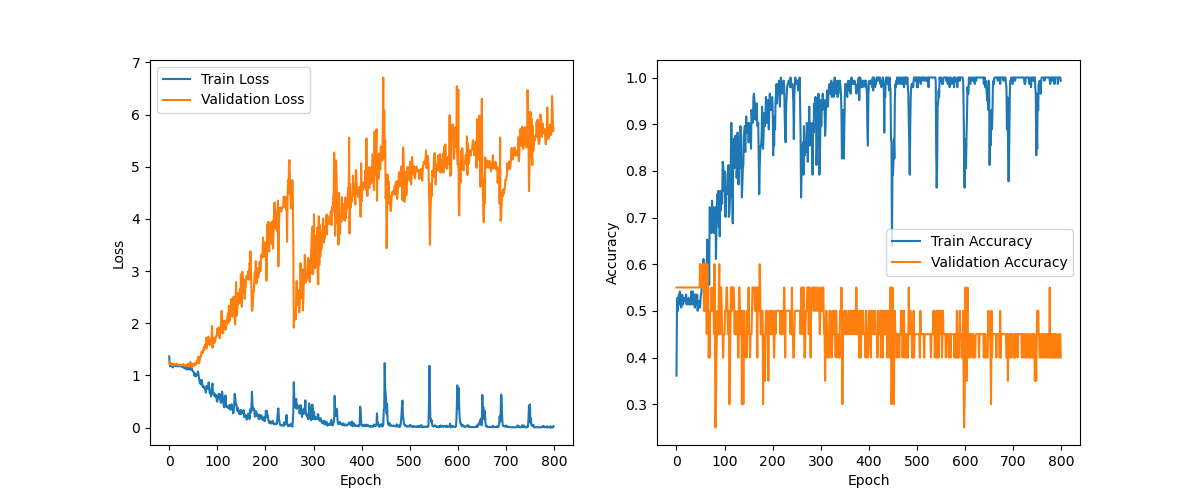 7
6
5
4
3
2
1
0
Loss
Train Loss
Validation Loss
0 100 200 300 400 500 600 700 800
Epoch
1.0
0.9
0.8
0.7
0.6
0.5
0.4
0.3
Accuracy
Train Accuracy
Validation Accuracy
0 100 200 300 400 500 600 700 800
Epoch